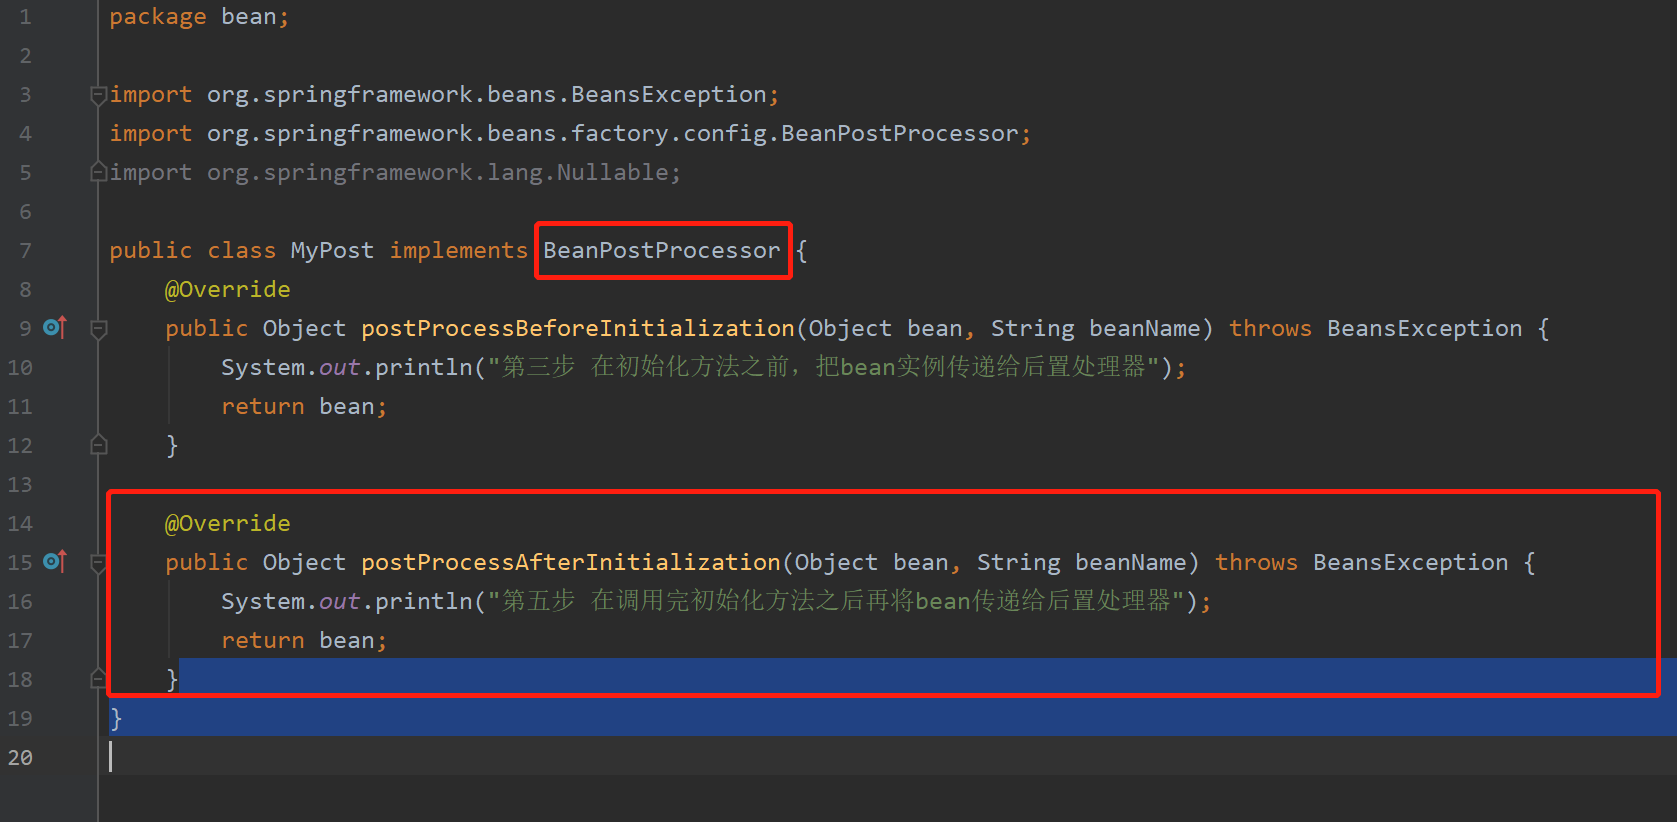 1 package bean;
2
3 import org.springframework.beans.BeansException;
4 import org.springframework.beans.factory.config.BeanPostProcessor;
5 import org.springframework.lang.Nullable;
6
7 public class MyPost implements BeanPostProcessor {
8 @Override
9 public Object postProcessBeforeInitialization(Object bean, String beanName) throws BeansException {
10 System.out.println("第三步 在初始化方法之前，把bean实例传递给后置处理器");
11 return bean;
12 }
13
14 @Override
15 public Object postProcessAfterInitialization(Object bean, String beanName) throws BeansException {
16 System.out.println("第五步 在调用完初始化方法之后再将bean传递给后置处理器");
17 return bean;
18 }
19 }
20